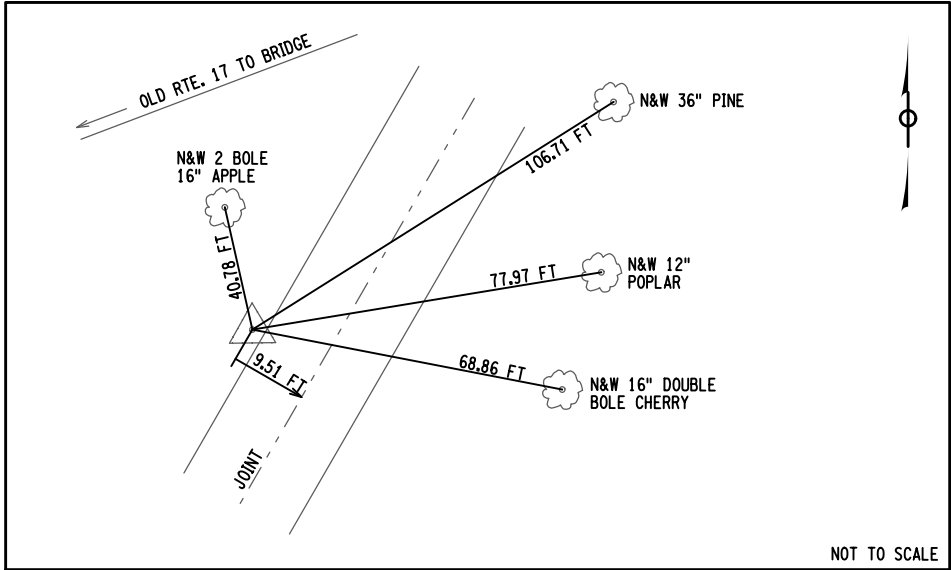 OLD RTE. 17 TO BRIDGE
N&W 36" PINE
106.71 FT
N&W 2 BOLE
16" APPLE
40.78 FT
77.97 FT
N&W 12"
POPLAR
68.86 FT
N&W 16" DOUBLE
BOLE CHERRY
9.51 FT
JOINT
NOT TO SCALE